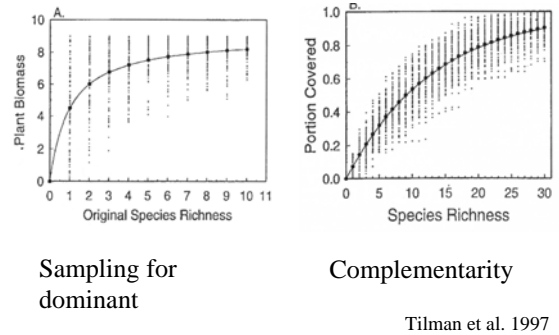 A.
Plant Biomass
8
6
4
2
0
0 1 2 3 4 5 6 7 8 9 10 11
Original Species Richness
B.
Portion Covered
1.0
0.8
0.6
0.4
0.2
0.0
0 5 10 15 20 25 30
Species Richness
Sampling for
dominant
Complementarity
Tilman et al. 1997